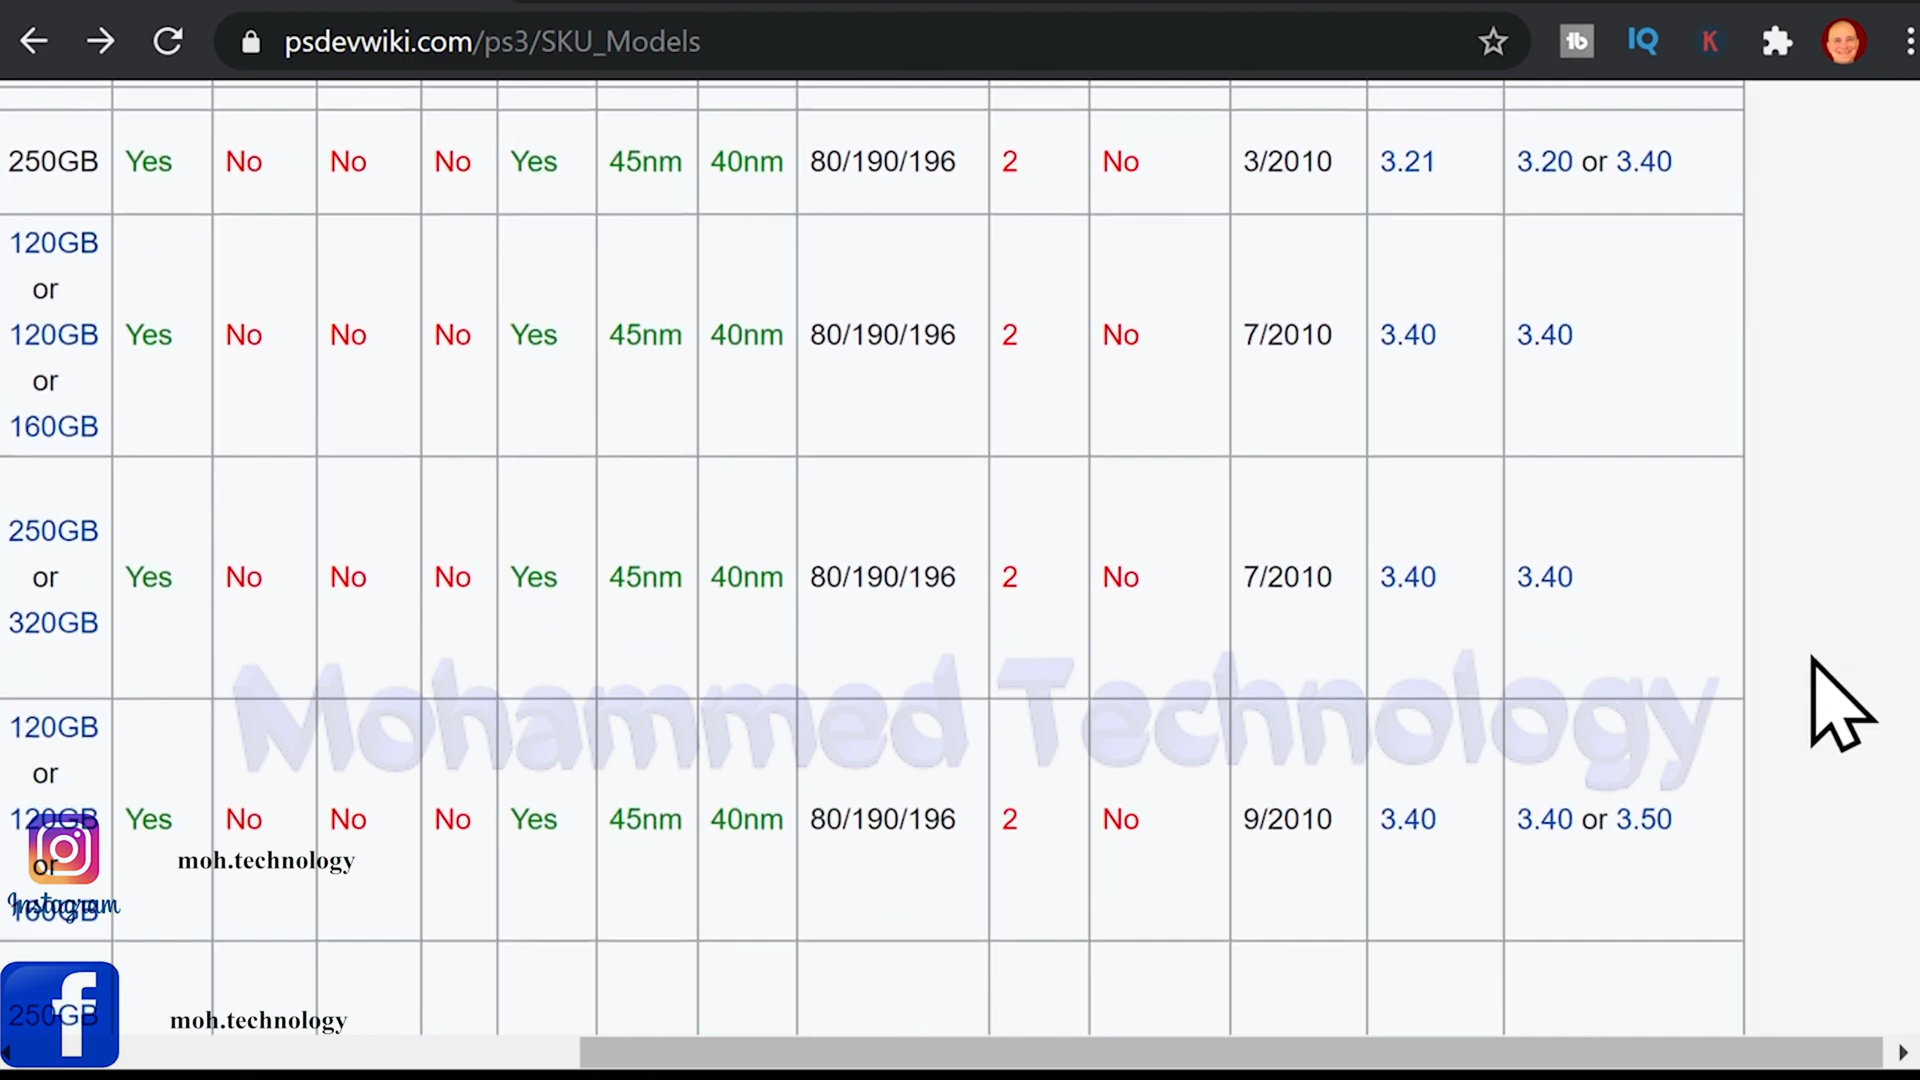 psdevwiki.com/ps3/SKU_Models
250GB Yes No No No Yes 45nm 40nm 80/190/196 2 No 3/2010 3.21 3.20 or 3.40
120GB
or
120GB Yes No No No Yes 45nm 40nm 80/190/196 2 No 7/2010 3.40 3.40
or
160GB
250GB
or Yes No No No Yes 45nm 40nm 80/190/196 2 No 7/2010 3.40 3.40
320GB
Mohammed Technology
120GB
or
120GB Yes No No No Yes 45nm 40nm 80/190/196 2 No 9/2010 3.40 3.40 or 3.50
or moh.technology
160GB
Instagram
250GB moh.technology